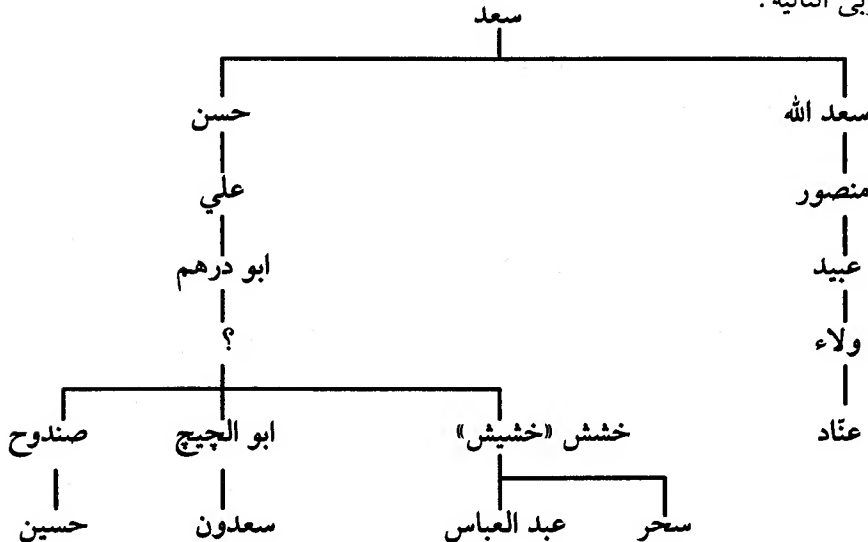 التالية :
سعد
سعد الله حسن
منصور علي
عبيد ابو درهم
ولاء ؟
عنّاد خشش «خشيش» ابو الچيچ صندوح
سحر عبد العباس سعدون حسين